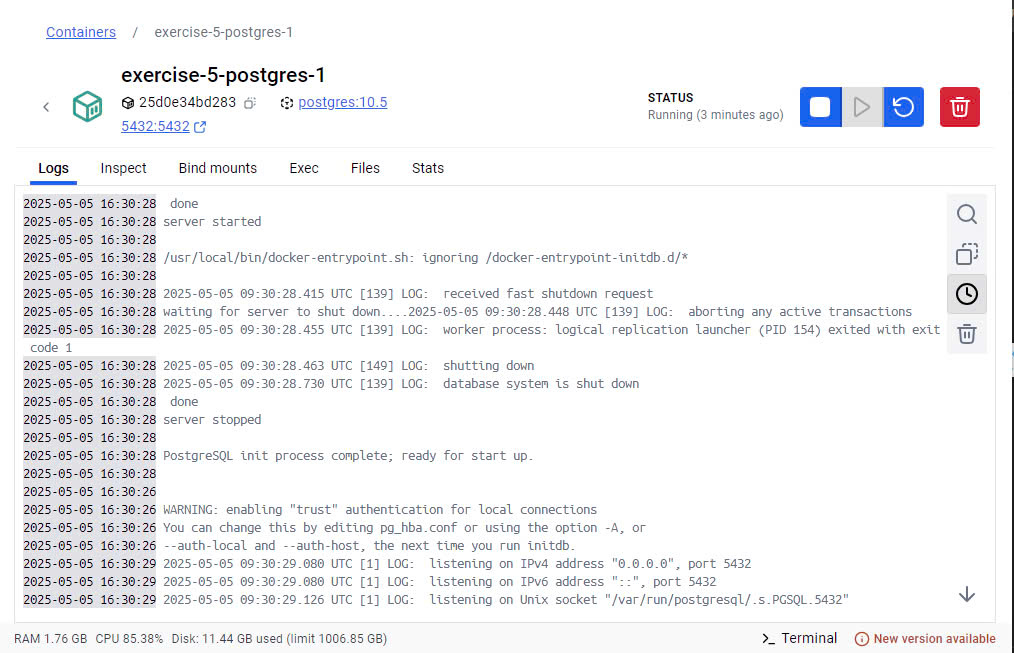 Containers / exercise-5-postgres-1
exercise-5-postgres-1
25d0e34bd283 postgres:10.5
5432:5432
STATUS
Running (3 minutes ago)
Logs Inspect Bind mounts Exec Files Stats
2025-05-05 16:30:28 done
2025-05-05 16:30:28 server started
2025-05-05 16:30:28
2025-05-05 16:30:28 /usr/local/bin/docker-entrypoint.sh: ignoring /docker-entrypoint-initdb.d/*
2025-05-05 16:30:28
2025-05-05 16:30:28 2025-05-05 09:30:28.415 UTC [139] LOG: received fast shutdown request
2025-05-05 16:30:28 waiting for server to shut down....2025-05-05 09:30:28.448 UTC [139] LOG: aborting any active transactions
2025-05-05 16:30:28 2025-05-05 09:30:28.455 UTC [139] LOG: worker process: logical replication launcher (PID 154) exited with exit
code 1
2025-05-05 16:30:28 2025-05-05 09:30:28.463 UTC [149] LOG: shutting down
2025-05-05 16:30:28 2025-05-05 09:30:28.730 UTC [139] LOG: database system is shut down
2025-05-05 16:30:28 done
2025-05-05 16:30:28 server stopped
2025-05-05 16:30:28
2025-05-05 16:30:28 PostgreSQL init process complete; ready for start up.
2025-05-05 16:30:28
2025-05-05 16:30:26
2025-05-05 16:30:26 WARNING: enabling "trust" authentication for local connections
2025-05-05 16:30:26 You can change this by editing pg_hba.conf or using the option -A, or
2025-05-05 16:30:26 --auth-local and --auth-host, the next time you run initdb.
2025-05-05 16:30:29 2025-05-05 09:30:29.080 UTC [1] LOG: listening on IPv4 address "0.0.0.0", port 5432
2025-05-05 16:30:29 2025-05-05 09:30:29.080 UTC [1] LOG: listening on IPv6 address "::", port 5432
2025-05-05 16:30:29 2025-05-05 09:30:29.126 UTC [1] LOG: listening on Unix socket "/var/run/postgresql/.s.PGSQL.5432"
RAM 1.76 GB CPU 85.38% Disk: 11.44 GB used (limit 1006.85 GB) >_ Terminal New version available